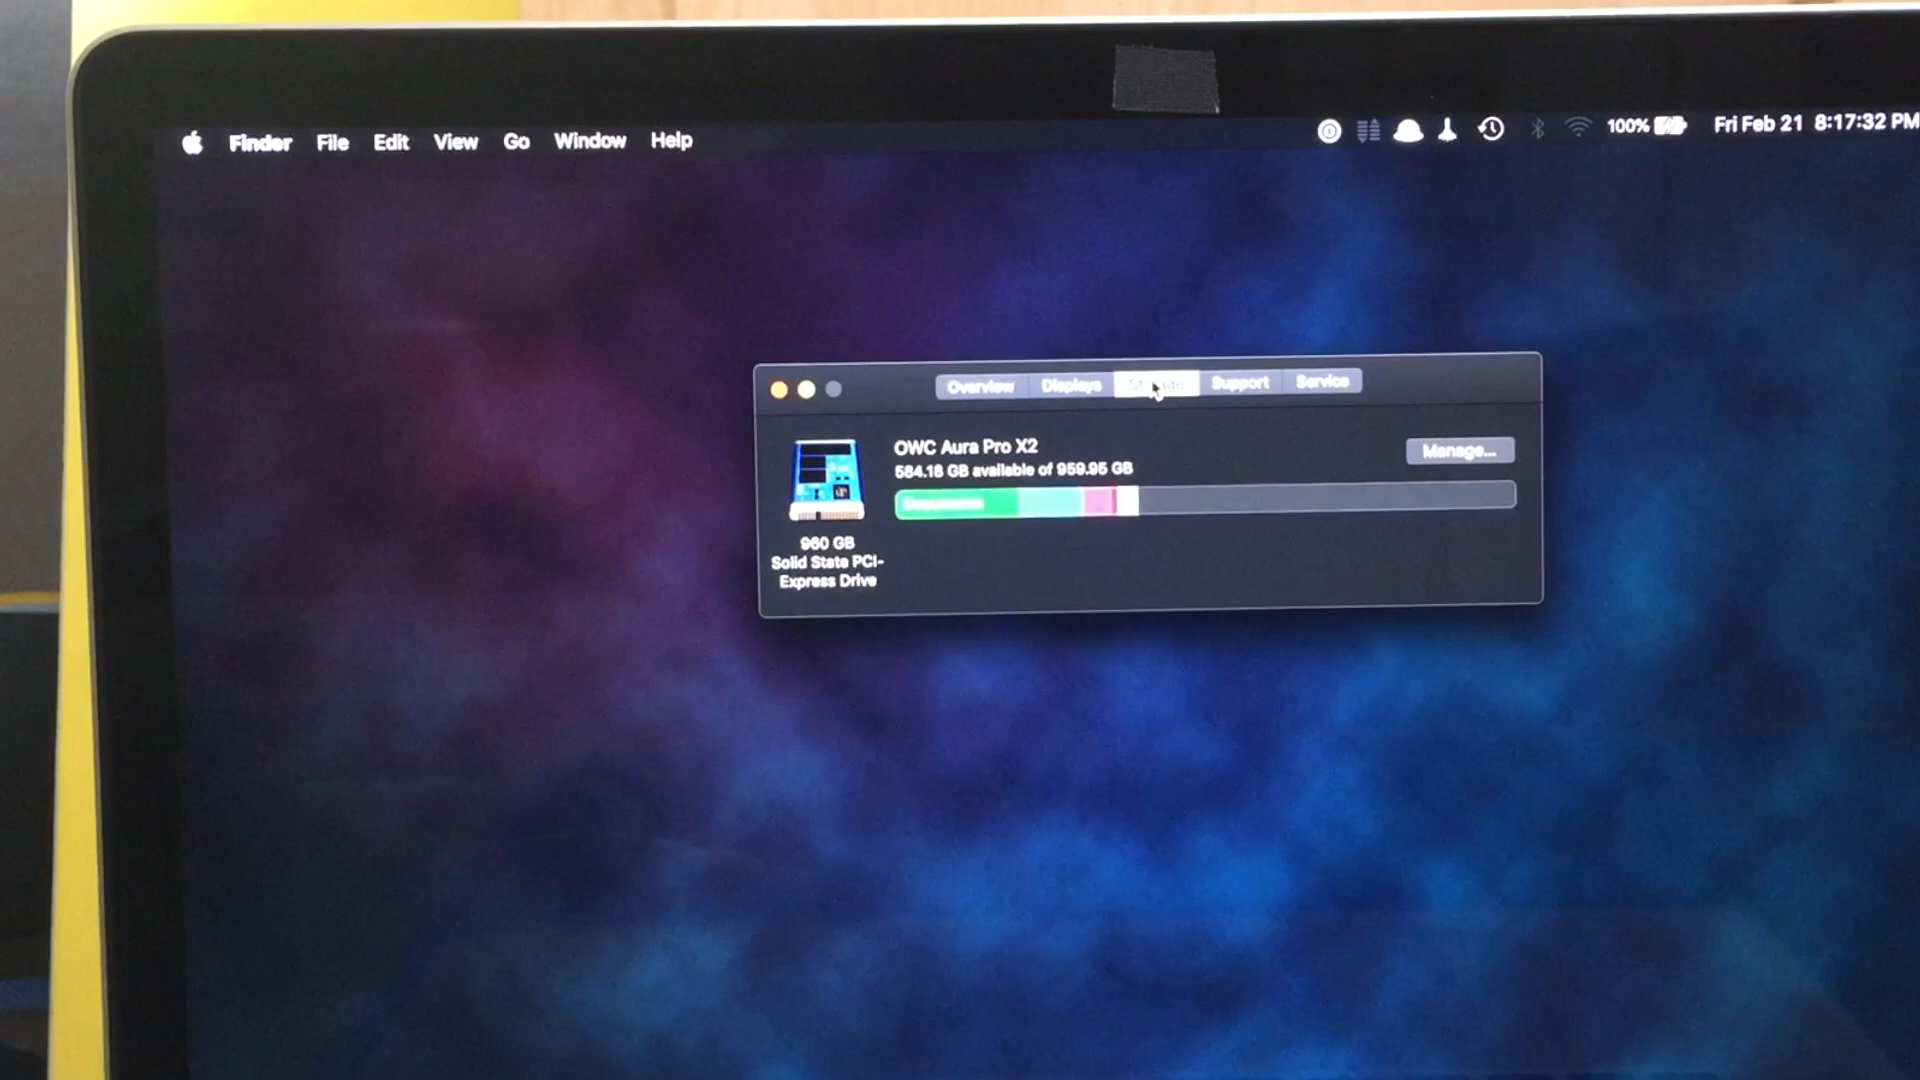 Finder File Edit View Go Window Help 100% Fri Feb 21 8:17:32 PM
Overview Displays Storage Support Service
OWC Aura Pro X2
584.18 GB available of 959.95 GB
Manage...
Documents
960 GB
Solid State PCI-
Express Drive